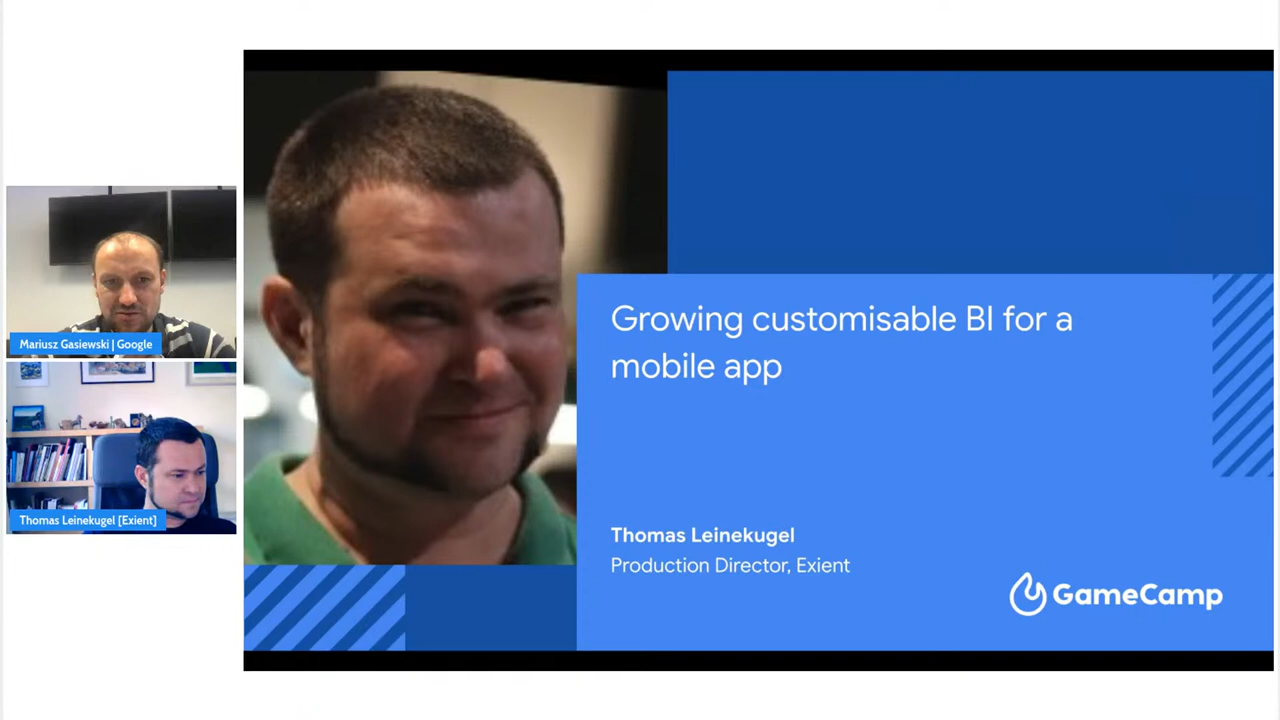 Mariusz Gasiewski | Google
Thomas Leinekugel [Exient]
Growing customisable BI for a
mobile app
Thomas Leinekugel
Production Director, Exient
GameCamp